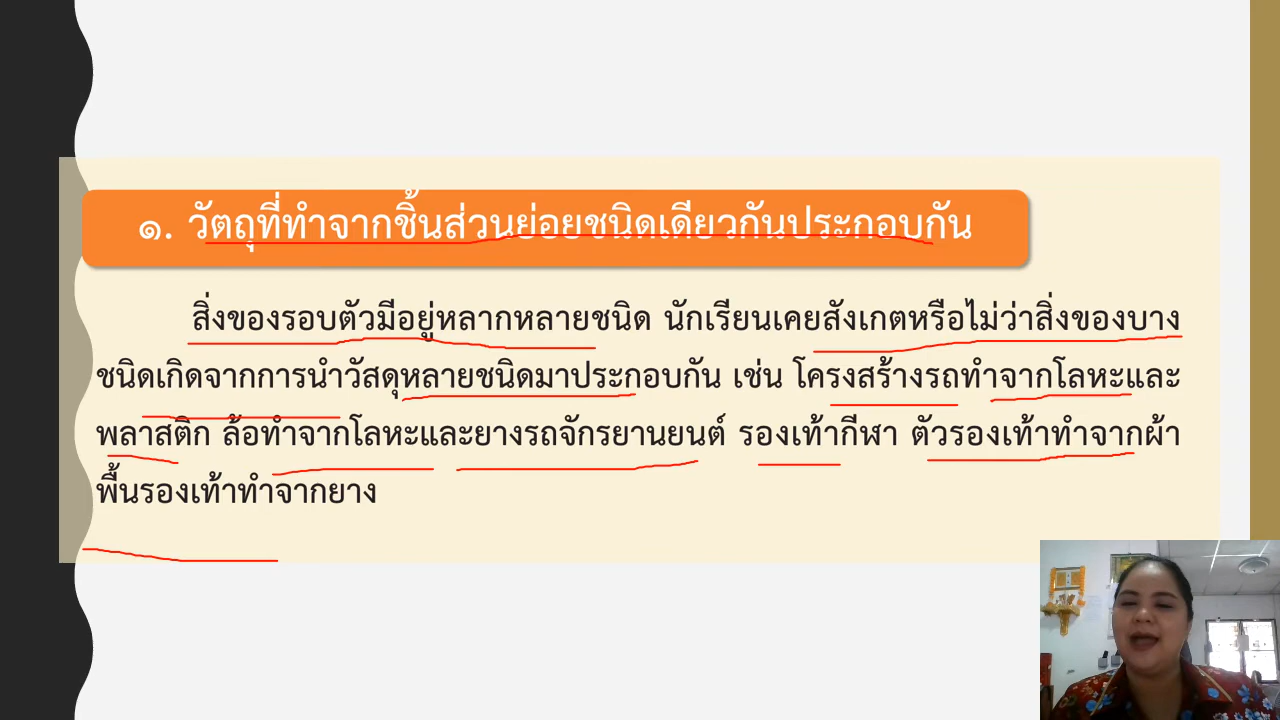 ๑. วัตถุที่ทำจากชิ้นส่วนย่อยชนิดเดียวกันประกอบกัน
สิ่งของรอบตัวมีอยู่หลากหลายชนิด นักเรียนเคยสังเกตหรือไม่ว่าสิ่งของบาง
ชนิดเกิดจากการนำวัสดุหลายชนิดมาประกอบกัน เช่น โครงสร้างรถทำจากโลหะและ
พลาสติก ล้อทำจากโลหะและยางรถจักรยานยนต์ รองเท้ากีฬา ตัวรองเท้าทำจากผ้า
พื้นรองเท้าทำจากยาง